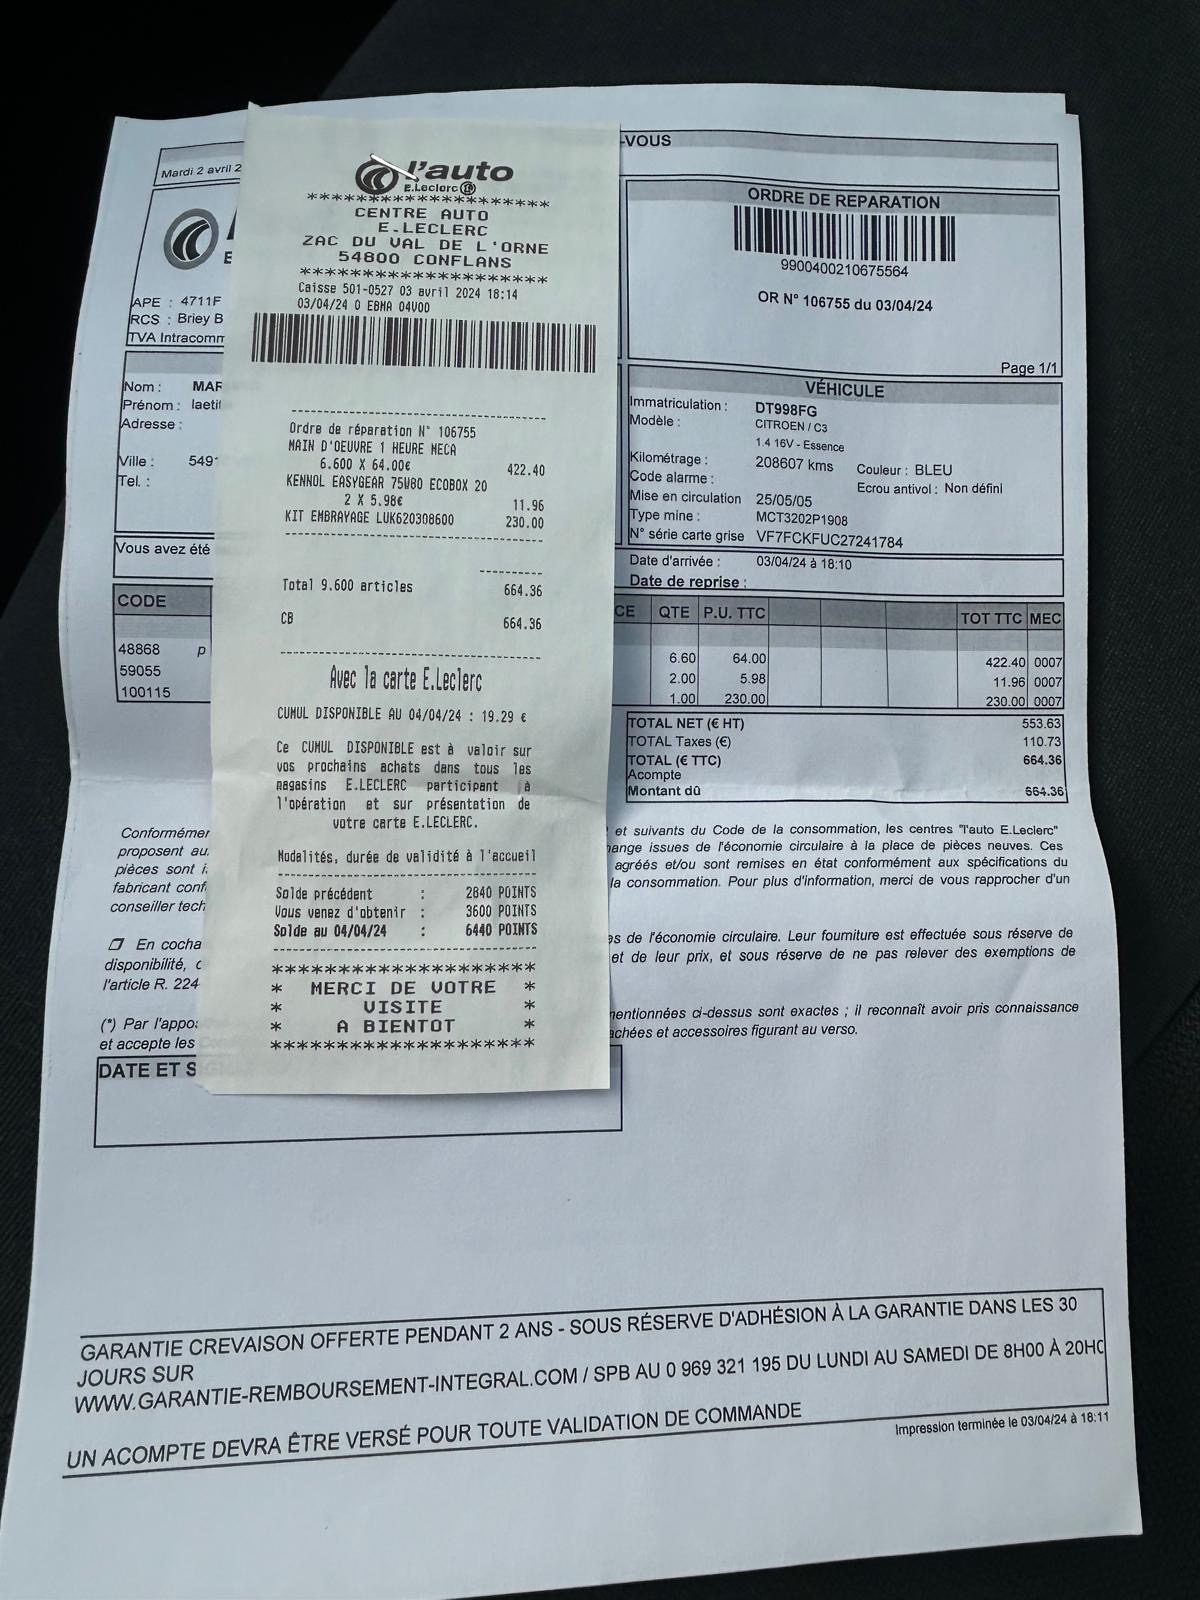 -VOUS
Mardi 2 avril 2
ORDRE DE REPARATION
9900400210675564
OR N° 106755 du 03/04/24
Page 1/1
APE : 4711F
RCS : Briey B
TVA Intracomm
Nom : MAR
Prénom : laetit
Adresse :
Ville : 549
Tel. :
Vous avez été
VÉHICULE
Immatriculation : DT998FG
Modèle : CITROEN / C3
1.4 16V - Essence
Kilométrage : 208607 kms Couleur : BLEU
Code alarme : Ecrou antivol : Non défini
Mise en circulation 25/05/05
Type mine : MCT3202P1908
N° série carte grise VF7FCKFUC27241784
Date d'arrivée : 03/04/24 à 18:10
Date de reprise :
CODE CE QTE P.U. TTC TOT TTC MEC
48868 p 6.60 64.00 422.40 0007
59055 2.00 5.98 11.96 0007
100115 1.00 230.00 230.00 0007
TOTAL NET (€ HT) 553.63
TOTAL Taxes (€) 110.73
TOTAL (€ TTC) 664.36
Acompte
Montant dû 664.36
l'auto
E.Leclerc
********************
CENTRE AUTO
E.LECLERC
ZAC DU VAL DE L'ORNE
54800 CONFLANS
********************
Caisse 501-0527 03 avril 2024 18:14
03/04/24 0 EBMA 04V0D
Ordre de réparation N° 106755
MAIN D'OEUVRE 1 HEURE MECA
6.600 X 64.00€ 422.40
KENNOL EASYGEAR 75W80 ECOBOX 20
2 X 5.98€ 11.96
KIT EMBRAYAGE LUK620308600 230.00
Total 9.600 articles 664.36
CB 664.36
Avec la carte E.Leclerc
CUMUL DISPONIBLE AU 04/04/24 : 19.29 €
Ce CUMUL DISPONIBLE est à valoir sur
vos prochains achats dans tous les
magasins E.LECLERC participant à
l'opération et sur présentation de
votre carte E.LECLERC.
Modalités, durée de validité à l'accueil
Solde précédent : 2840 POINTS
Vous venez d'obtenir : 3600 POINTS
Solde au 04/04/24 : 6440 POINTS
********************
* MERCI DE VOTRE *
* VISITE *
* A BIENTOT *
********************
Conformémen et suivants du Code de la consommation, les centres "l'auto E.Leclerc"
proposent au ange issues de l'économie circulaire à la place de pièces neuves. Ces
pièces sont agréés et/ou sont remises en état conformément aux spécifications du
fabricant conf la consommation. Pour plus d'information, merci de vous rapprocher d'un
conseiller tech
En cocha es de l'économie circulaire. Leur fourniture est effectuée sous réserve de
disponibilité, et de leur prix, et sous réserve de ne pas relever des exemptions de
l'article R. 224
(*) Par l'appos mentionnées ci-dessus sont exactes ; il reconnaît avoir pris connaissance
et accepte les achées et accessoires figurant au verso.
DATE ET S
GARANTIE CREVAISON OFFERTE PENDANT 2 ANS - SOUS RÉSERVE D'ADHÉSION À LA GARANTIE DANS LES 30
JOURS SUR
WWW.GARANTIE-REMBOURSEMENT-INTEGRAL.COM / SPB AU 0 969 321 195 DU LUNDI AU SAMEDI DE 8H00 À 20H0
UN ACOMPTE DEVRA ÊTRE VERSÉ POUR TOUTE VALIDATION DE COMMANDE
Impression terminée le 03/04/24 à 18:11